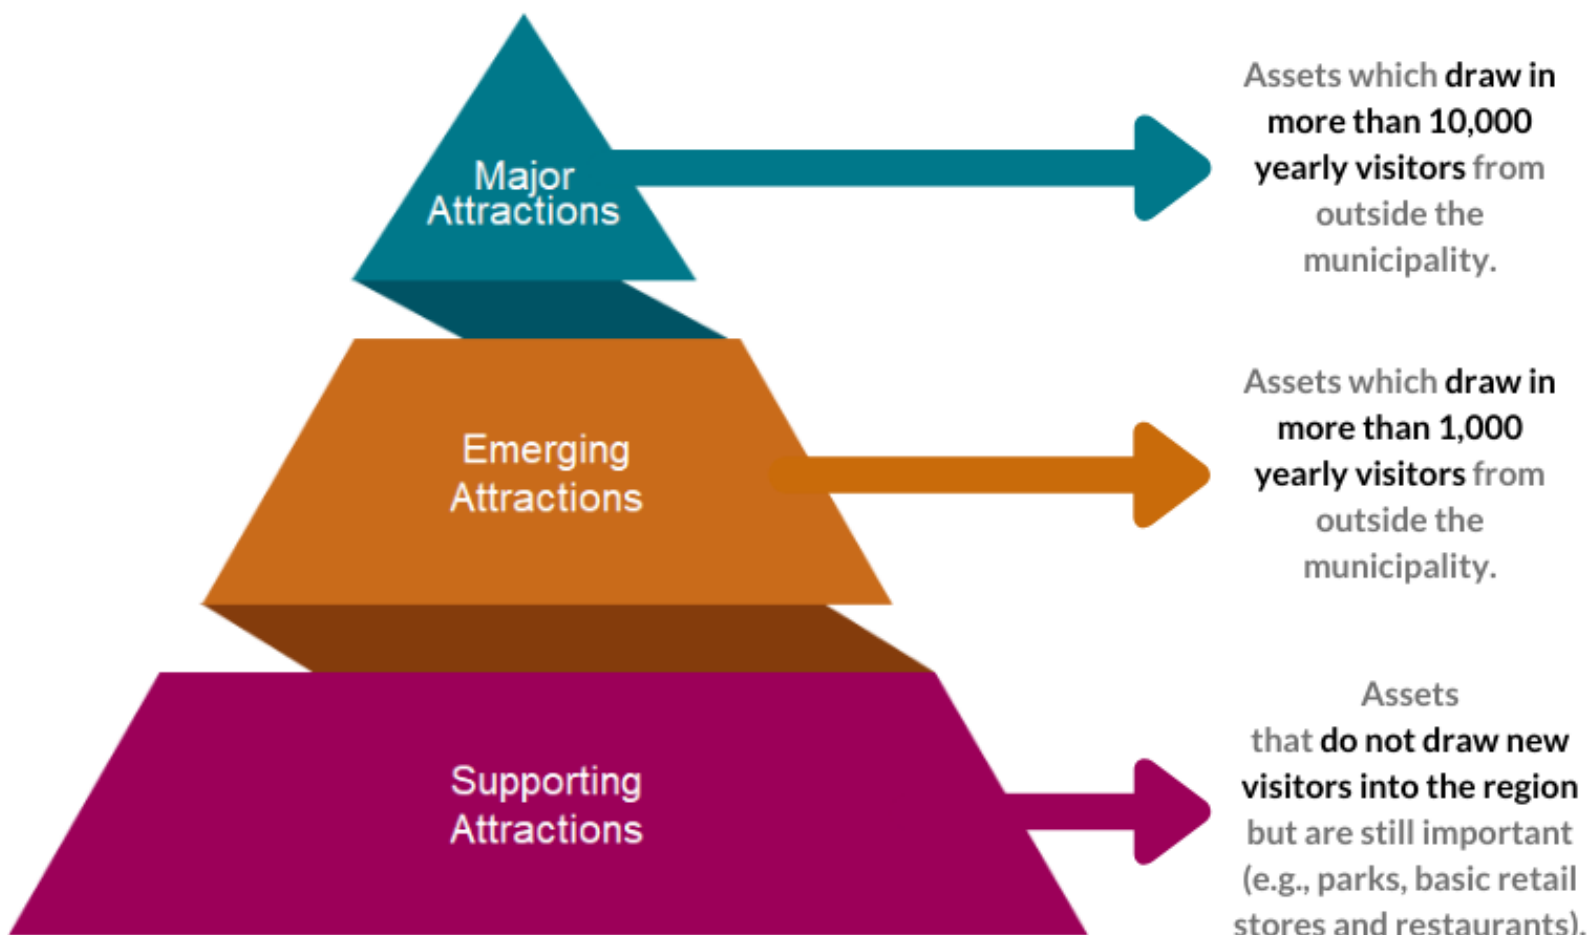 Major
Attractions
Assets which draw in
more than 10,000
yearly visitors from
outside the
municipality.
Emerging
Attractions
Assets which draw in
more than 1,000
yearly visitors from
outside the
municipality.
Supporting
Attractions
Assets
that do not draw new
visitors into the region
but are still important
(e.g., parks, basic retail
stores and restaurants).